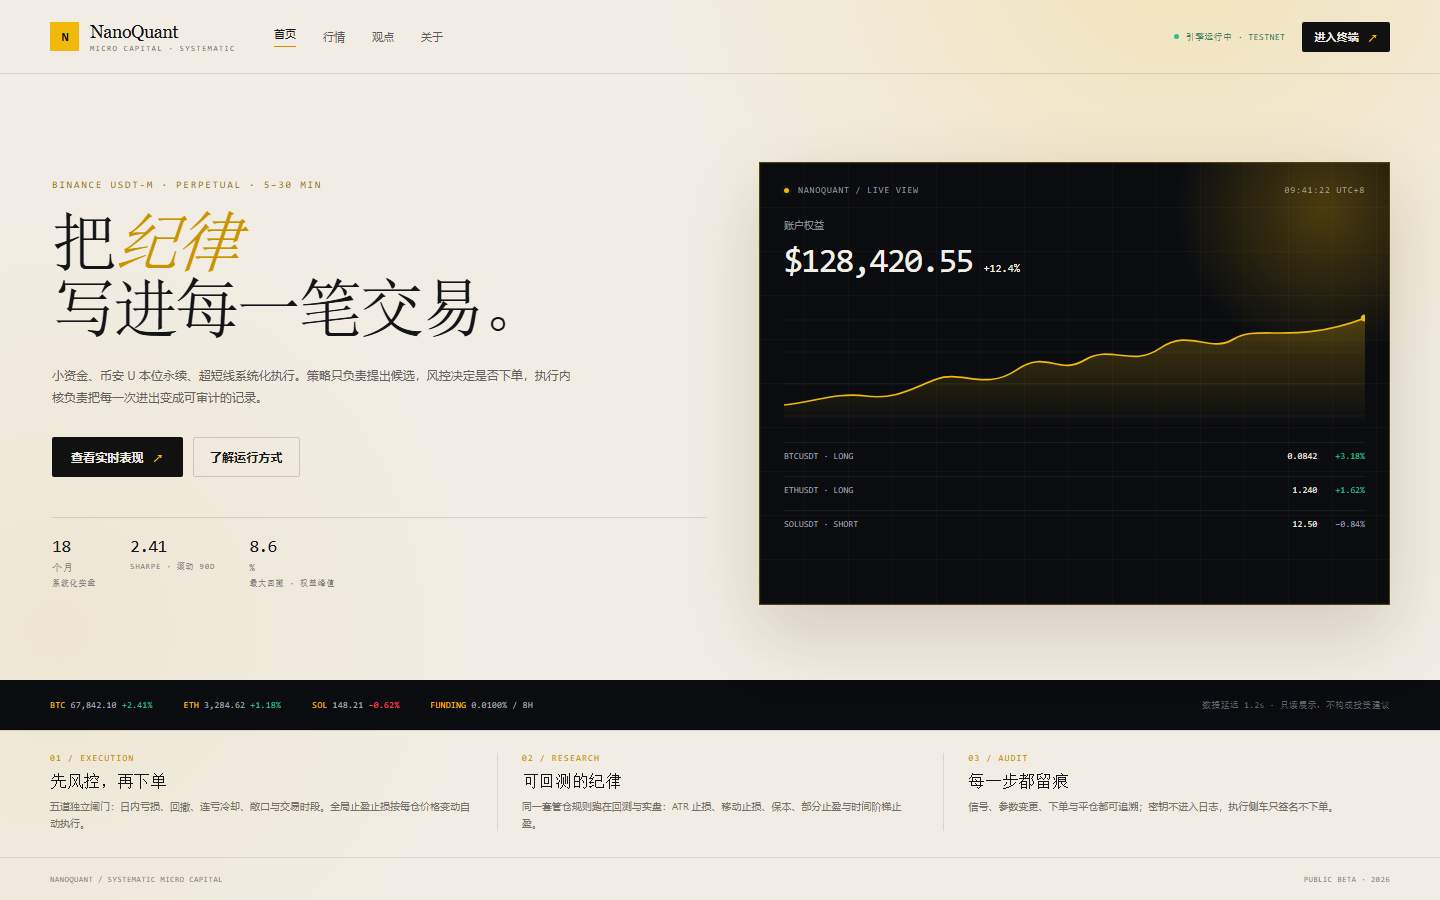 N
NanoQuant
MICRO CAPITAL · SYSTEMATIC
首页
行情
观点
关于
引擎运行中 · TESTNET
进入终端 ↗
BINANCE USDT-M · PERPETUAL · 5–30 MIN
把纪律
写进每一笔交易。
小资金、币安 U 本位永续、超短线系统化执行。策略只负责提出候选，风控决定是否下单，执行内
核负责把每一次进出变成可审计的记录。
查看实时表现 ↗
了解运行方式
18
个月
系统化实盘
2.41
SHARPE · 滚动 90D
8.6
%
最大回撤 · 权益峰值
NANOQUANT / LIVE VIEW
09:41:22 UTC+8
账户权益
$128,420.55 +12.4%
BTCUSDT · LONG 0.0842 +3.18%
ETHUSDT · LONG 1.240 +1.62%
SOLUSDT · SHORT 12.50 −0.84%
BTC 67,842.10 +2.41%
ETH 3,284.62 +1.18%
SOL 148.21 −0.62%
FUNDING 0.0100% / 8H
数据延迟 1.2s · 只读展示，不构成投资建议
01 / EXECUTION
先风控，再下单
五道独立闸门：日内亏损、回撤、连亏冷却、敞口与交易时段。全局止盈止损按每仓价格变动自
动执行。
02 / RESEARCH
可回测的纪律
同一套管仓规则跑在回测与实盘：ATR 止损、移动止损、保本、部分止盈与时间阶梯止
盈。
03 / AUDIT
每一步都留痕
信号、参数变更、下单与平仓都可追溯；密钥不进入日志，执行侧车只签名不下单。
NANOQUANT / SYSTEMATIC MICRO CAPITAL
PUBLIC BETA · 2026